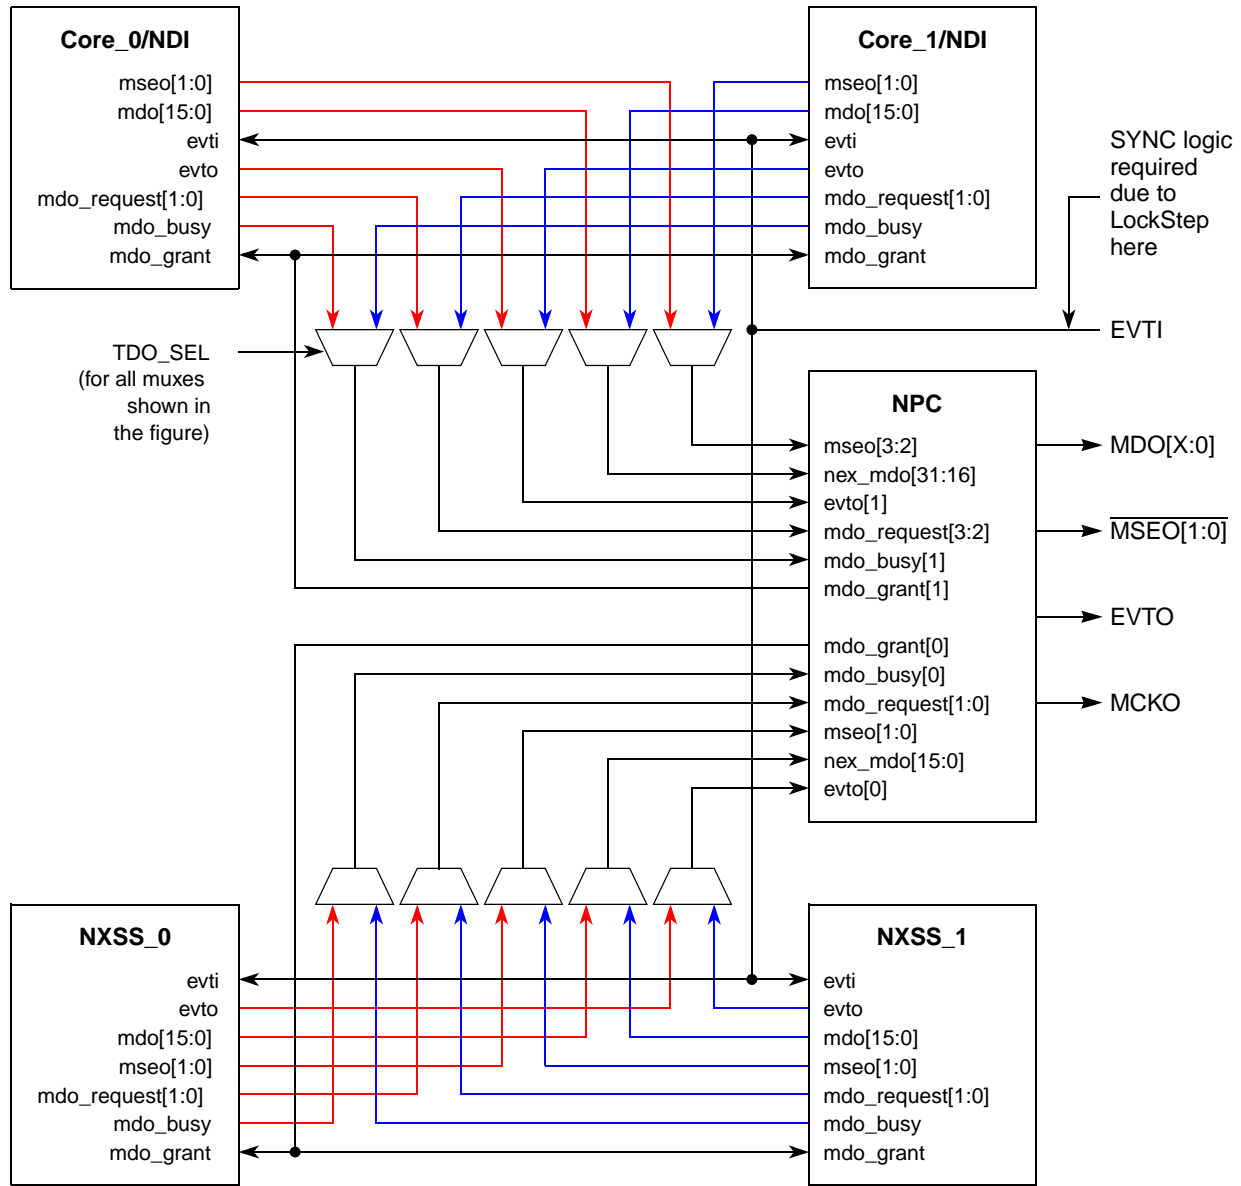 Core_0/NDI
mseo[1:0]
mdo[15:0]
evti
evto
mdo_request[1:0]
mdo_busy
mdo_grant
Core_1/NDI
mseo[1:0]
mdo[15:0]
evti
evto
mdo_request[1:0]
mdo_busy
mdo_grant
SYNC logic
required
due to
LockStep
here
EVTI
TDO_SEL
(for all muxes
shown in
the figure)
NPC
mseo[3:2]
nex_mdo[31:16]
evto[1]
mdo_request[3:2]
mdo_busy[1]
mdo_grant[1]
mdo_grant[0]
mdo_busy[0]
mdo_request[1:0]
mseo[1:0]
nex_mdo[15:0]
evto[0]
MDO[X:0]
MSEO[1:0]
EVTO
MCKO
NXSS_0
evti
evto
mdo[15:0]
mseo[1:0]
mdo_request[1:0]
mdo_busy
mdo_grant
NXSS_1
evti
evto
mdo[15:0]
mseo[1:0]
mdo_request[1:0]
mdo_busy
mdo_grant